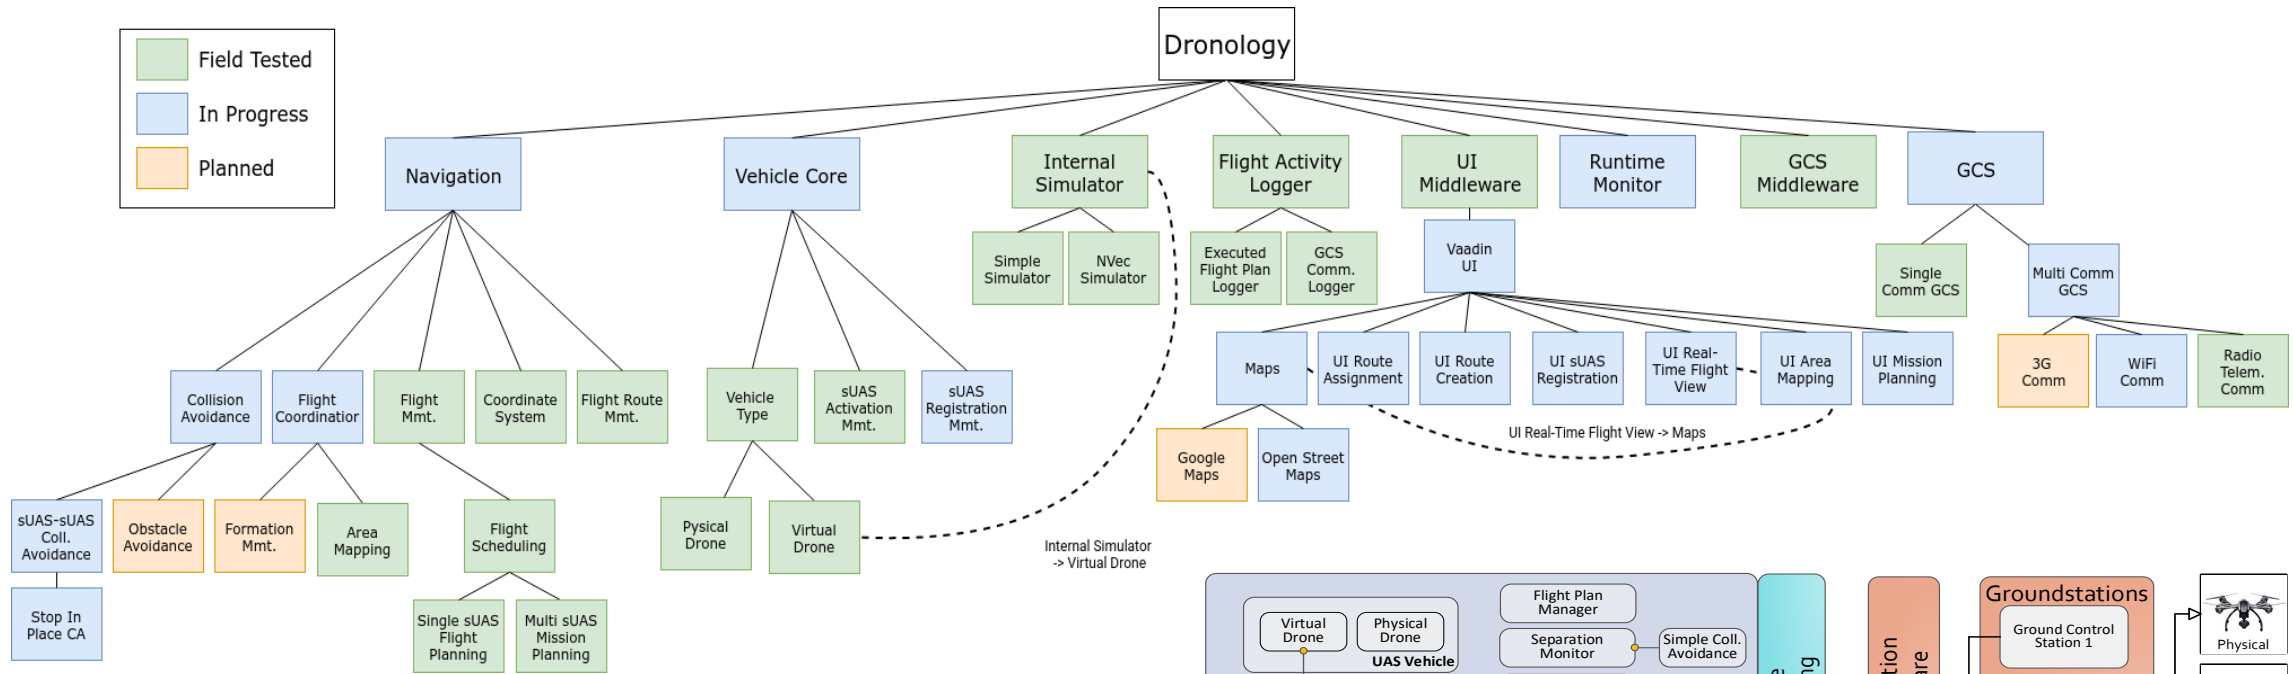 Dronology
Field Tested
In Progress
Planned
Navigation
Vehicle Core
Internal
Simulator
Flight Activity
Logger
UI
Middleware
Runtime
Monitor
GCS
Middleware
GCS
Simple
Simulator
NVec
Simulator
Executed
Flight Plan
Logger
GCS
Comm.
Logger
Vaadin
UI
Single
Comm GCS
Multi Comm
GCS
Maps
UI Route
Assignment
UI Route
Creation
UI sUAS
Registration
UI Real-
Time Flight
View
UI Area
Mapping
UI Mission
Planning
3G
Comm
WiFi
Comm
Radio
Telem.
Comm
Collision
Avoidance
Flight
Coordinatior
Flight
Mmt.
Coordinate
System
Flight Route
Mmt.
Vehicle
Type
sUAS
Activation
Mmt.
sUAS
Registration
Mmt.
UI Real-Time Flight View -> Maps
Google
Maps
Open Street
Maps
sUAS-sUAS
Coll.
Avoidance
Obstacle
Avoidance
Formation
Mmt.
Area
Mapping
Flight
Scheduling
Pysical
Drone
Virtual
Drone
Internal Simulator
-> Virtual Drone
Stop In
Place CA
Single sUAS
Flight
Planning
Multi sUAS
Mission
Planning
Virtual
Drone
Physical
Drone
UAS Vehicle
Flight Plan
Manager
Separation
Monitor
Simple Coll.
Avoidance
Groundstations
Ground Control
Station 1
Physical